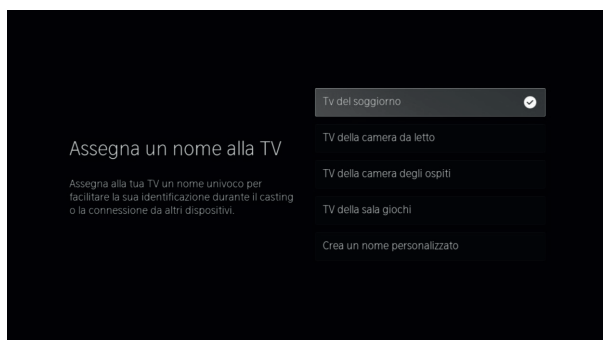 Assegna un nome alla TV
Assegna alla tua TV un nome univoco per
facilitare la sua identificazione durante il casting
o la connessione da altri dispositivi.
Tv del soggiorno
TV della camera da letto
TV della camera degli ospiti
TV della sala giochi
Crea un nome personalizzato